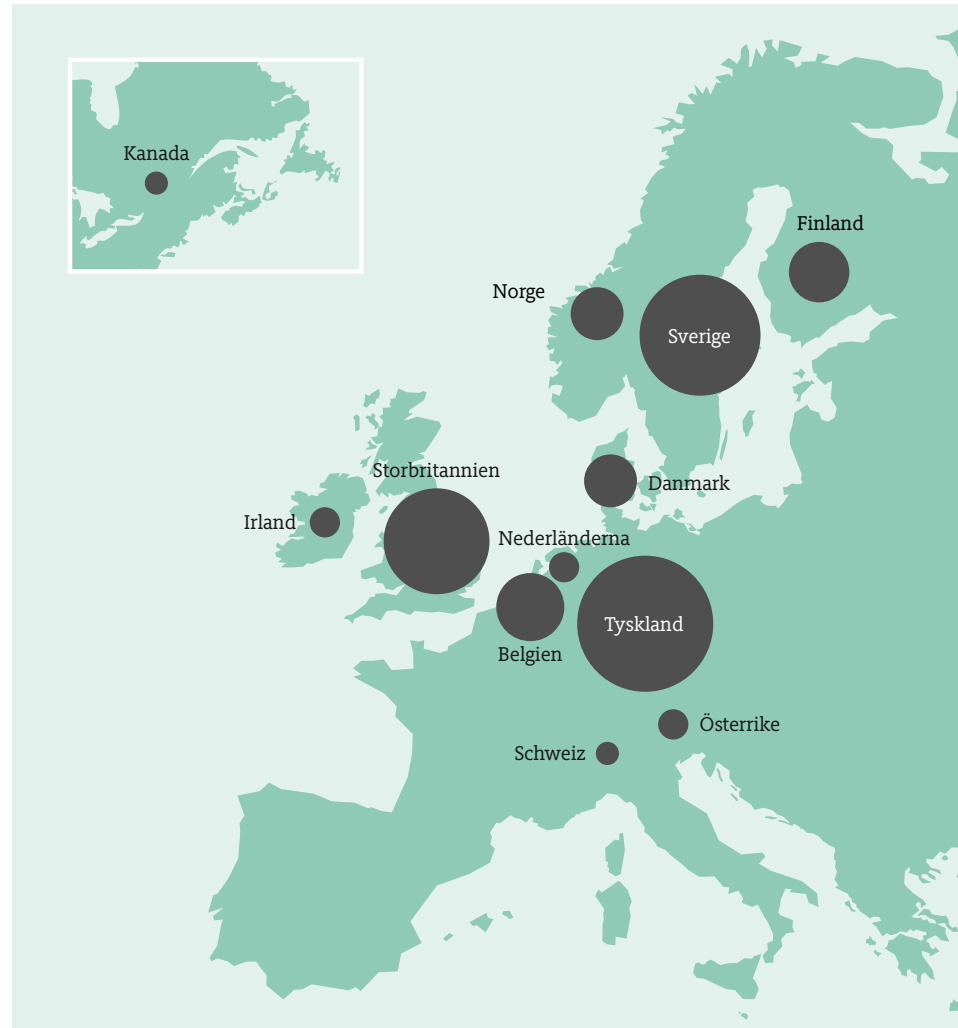 Kanada
Finland
Norge
Sverige
Storbritannien
Danmark
Irland
Nederländerna
Tyskland
Belgien
Österrike
Schweiz